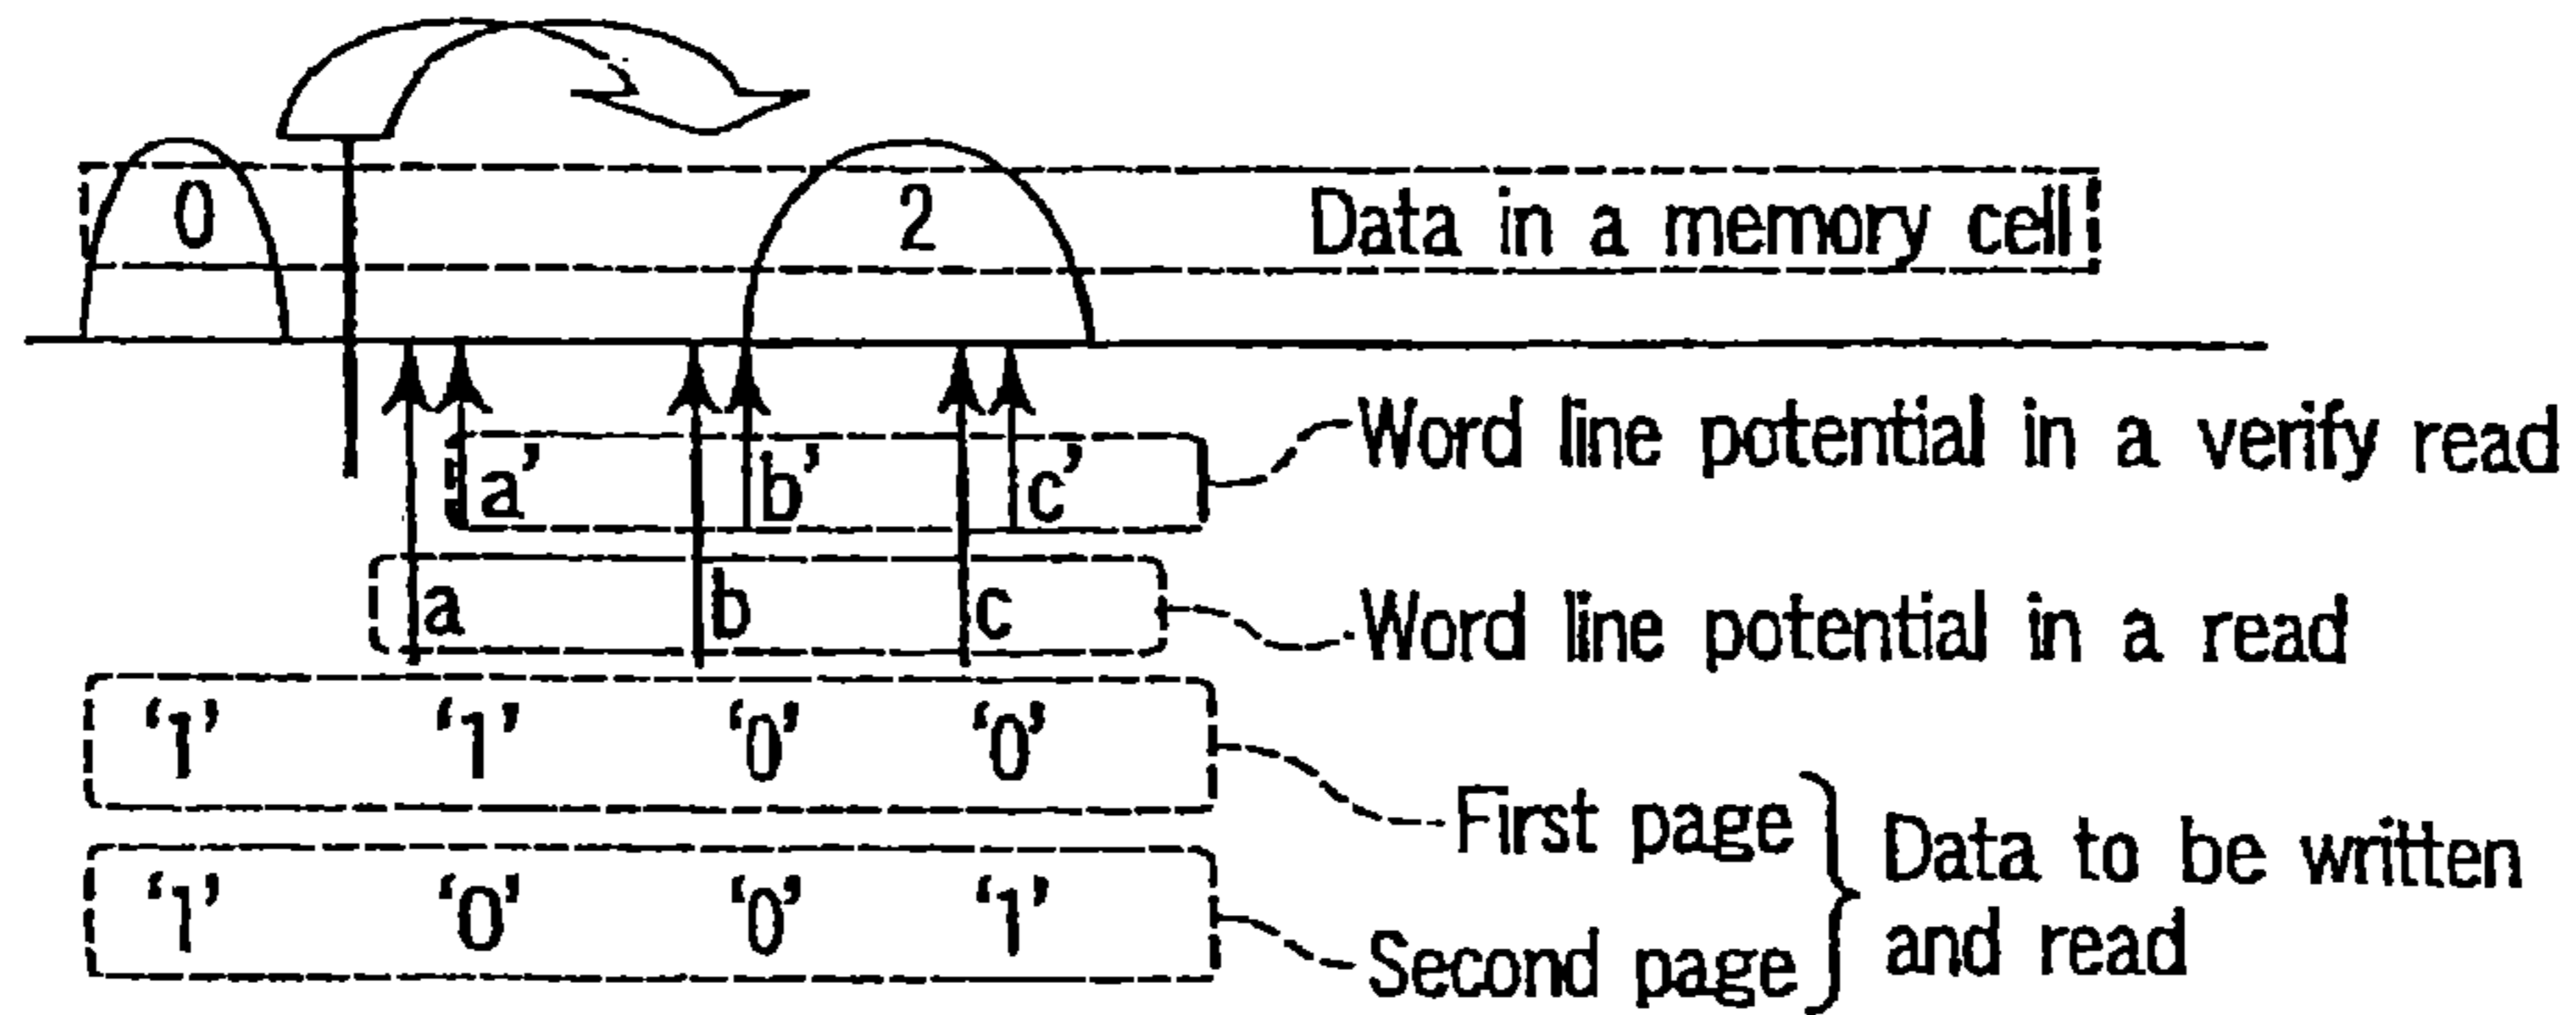 0 2 Data in a memory cell
a’ b’ c’ Word line potential in a verify read
a b c Word line potential in a read
‘1’ ‘1’ ‘0’ ‘0’
First page
‘1’ ‘0’ ‘0’ ‘1’
Second page
Data to be written
and read